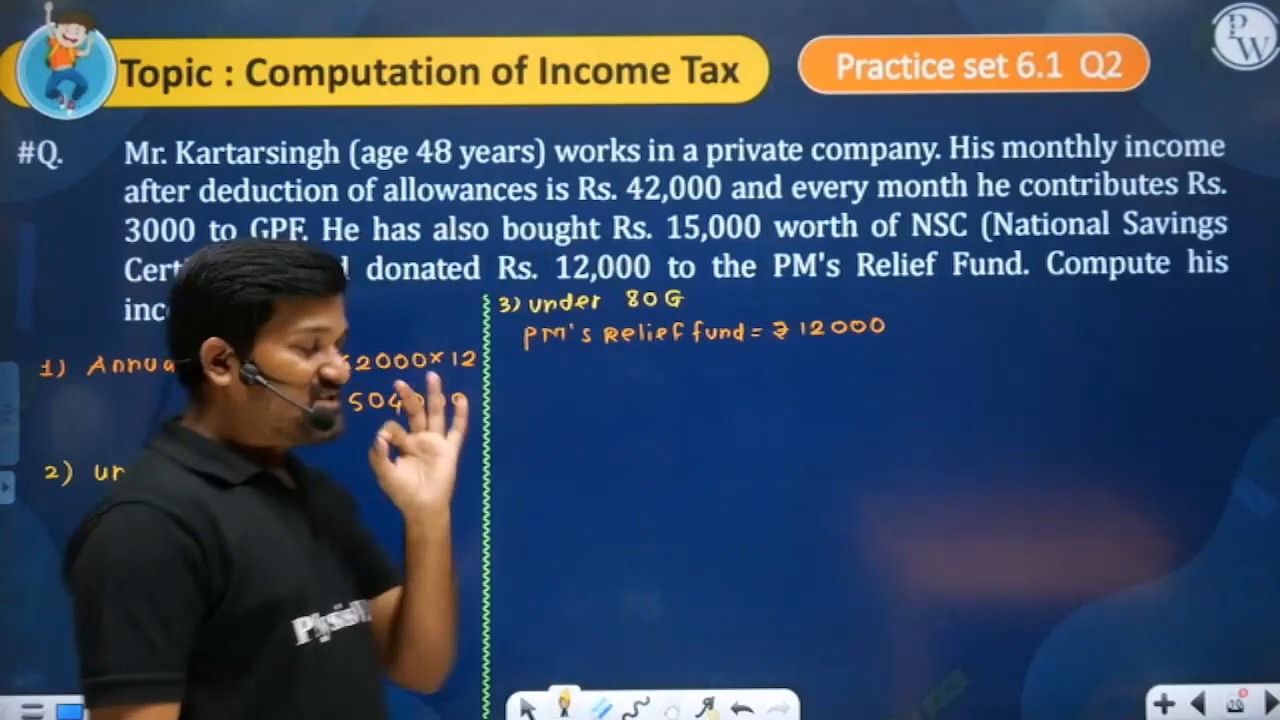 Topic : Computation of Income Tax
Practice set 6.1 Q2
PW
#Q. Mr. Kartarsingh (age 48 years) works in a private company. His monthly income
after deduction of allowances is Rs. 42,000 and every month he contributes Rs.
3000 to GPF. He has also bought Rs. 15,000 worth of NSC (National Savings
donated Rs. 12,000 to the PM's Relief Fund. Compute his
1) 2000×12
2)
3) under 80G
PM's Relief fund = ₹ 12000